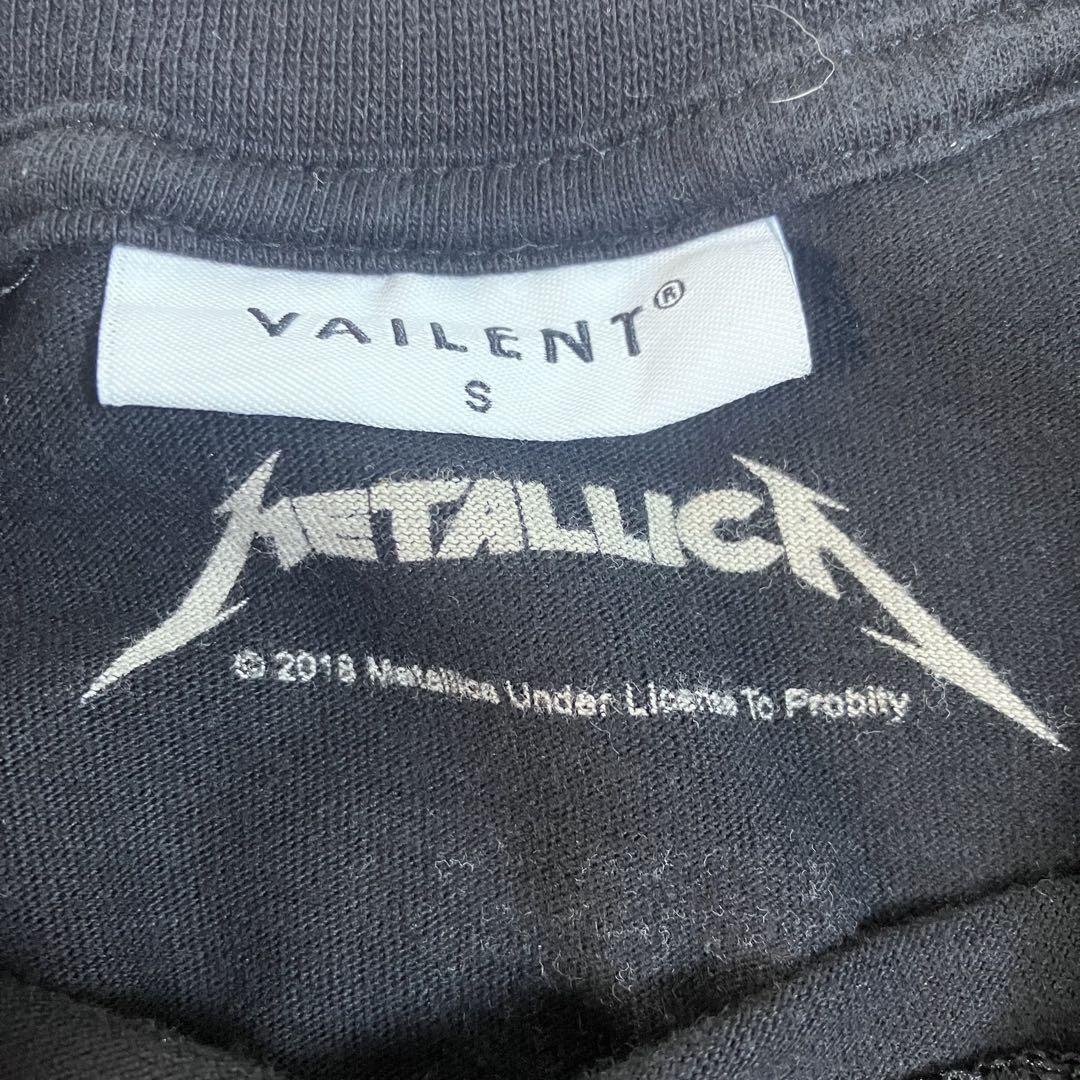 VAILENT®
S
METALLICA
© 2018 Metallica Under License To Probity